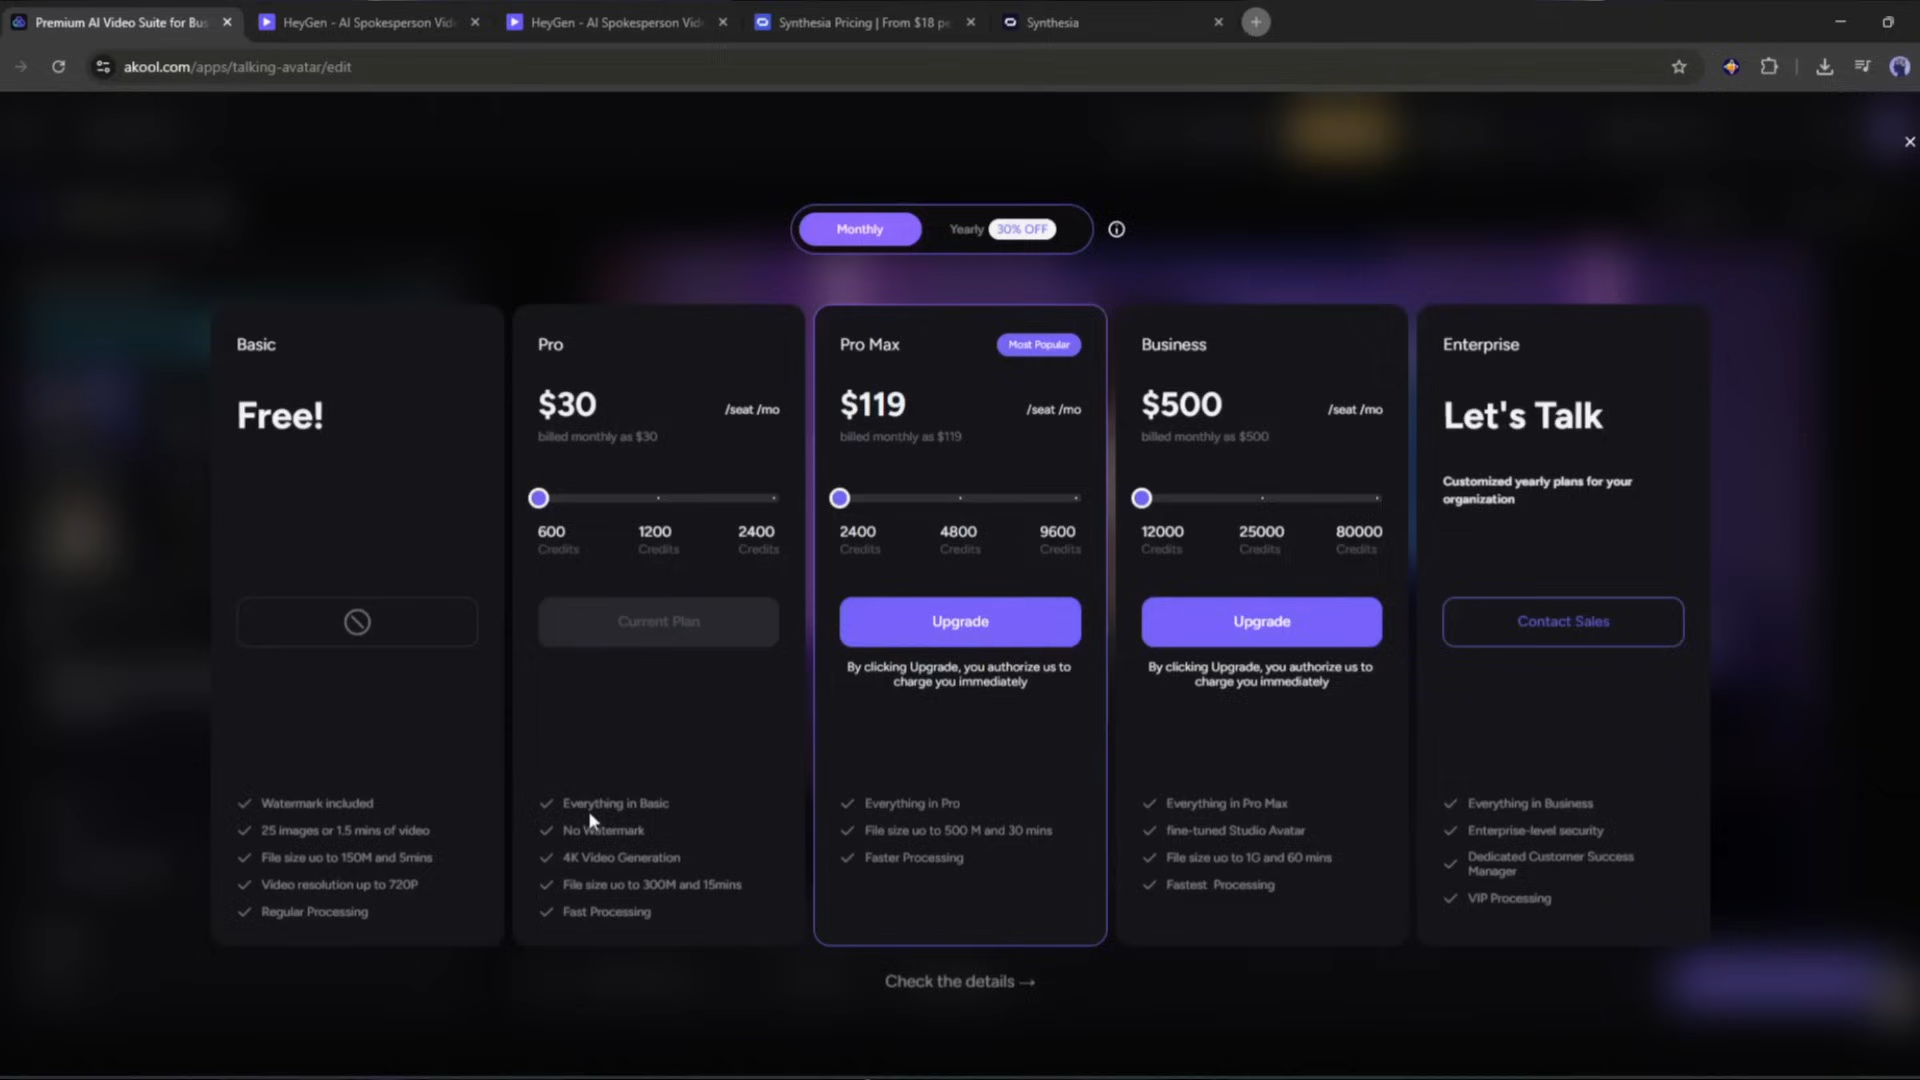 Premium AI Video Suite for Bus
HeyGen - AI Spokesperson Vide
HeyGen - AI Spokesperson Vide
Synthesia Pricing | From $18 pe
Synthesia
akool.com/apps/talking-avatar/edit
Monthly
Yearly 30% OFF
Basic
Free!
Watermark included
25 images or 1.5 mins of video
File size uo to 150M and 5mins
Video resolution up to 720P
Regular Processing
Pro
$30 /seat /mo
billed monthly as $30
600 1200 2400
Credits Credits Credits
Current Plan
Everything in Basic
No Watermark
4K Video Generation
File size uo to 300M and 15mins
Fast Processing
Pro Max Most Popular
$119 /seat /mo
billed monthly as $119
2400 4800 9600
Credits Credits Credits
Upgrade
By clicking Upgrade, you authorize us to
charge you immediately
Everything in Pro
File size uo to 500 M and 30 mins
Faster Processing
Business
$500 /seat /mo
billed monthly as $500
12000 25000 80000
Credits Credits Credits
Upgrade
By clicking Upgrade, you authorize us to
charge you immediately
Everything in Pro Max
fine-tuned Studio Avatar
File size uo to 1G and 60 mins
Fastest Processing
Enterprise
Let's Talk
Customized yearly plans for your
organization
Contact Sales
Everything in Business
Enterprise-level security
Dedicated Customer Success
Manager
VIP Processing
Check the details →